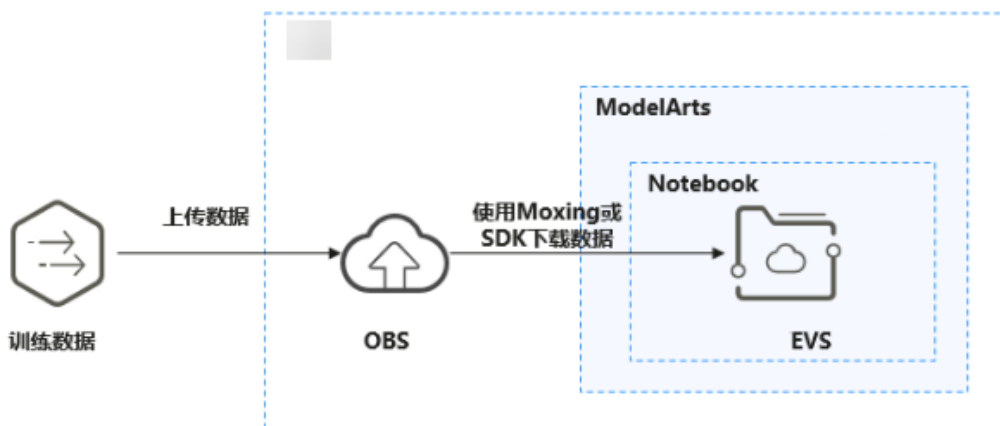 ModelArts
Notebook
上传数据
使用Moxing或
SDK下载数据
训练数据
OBS
EVS